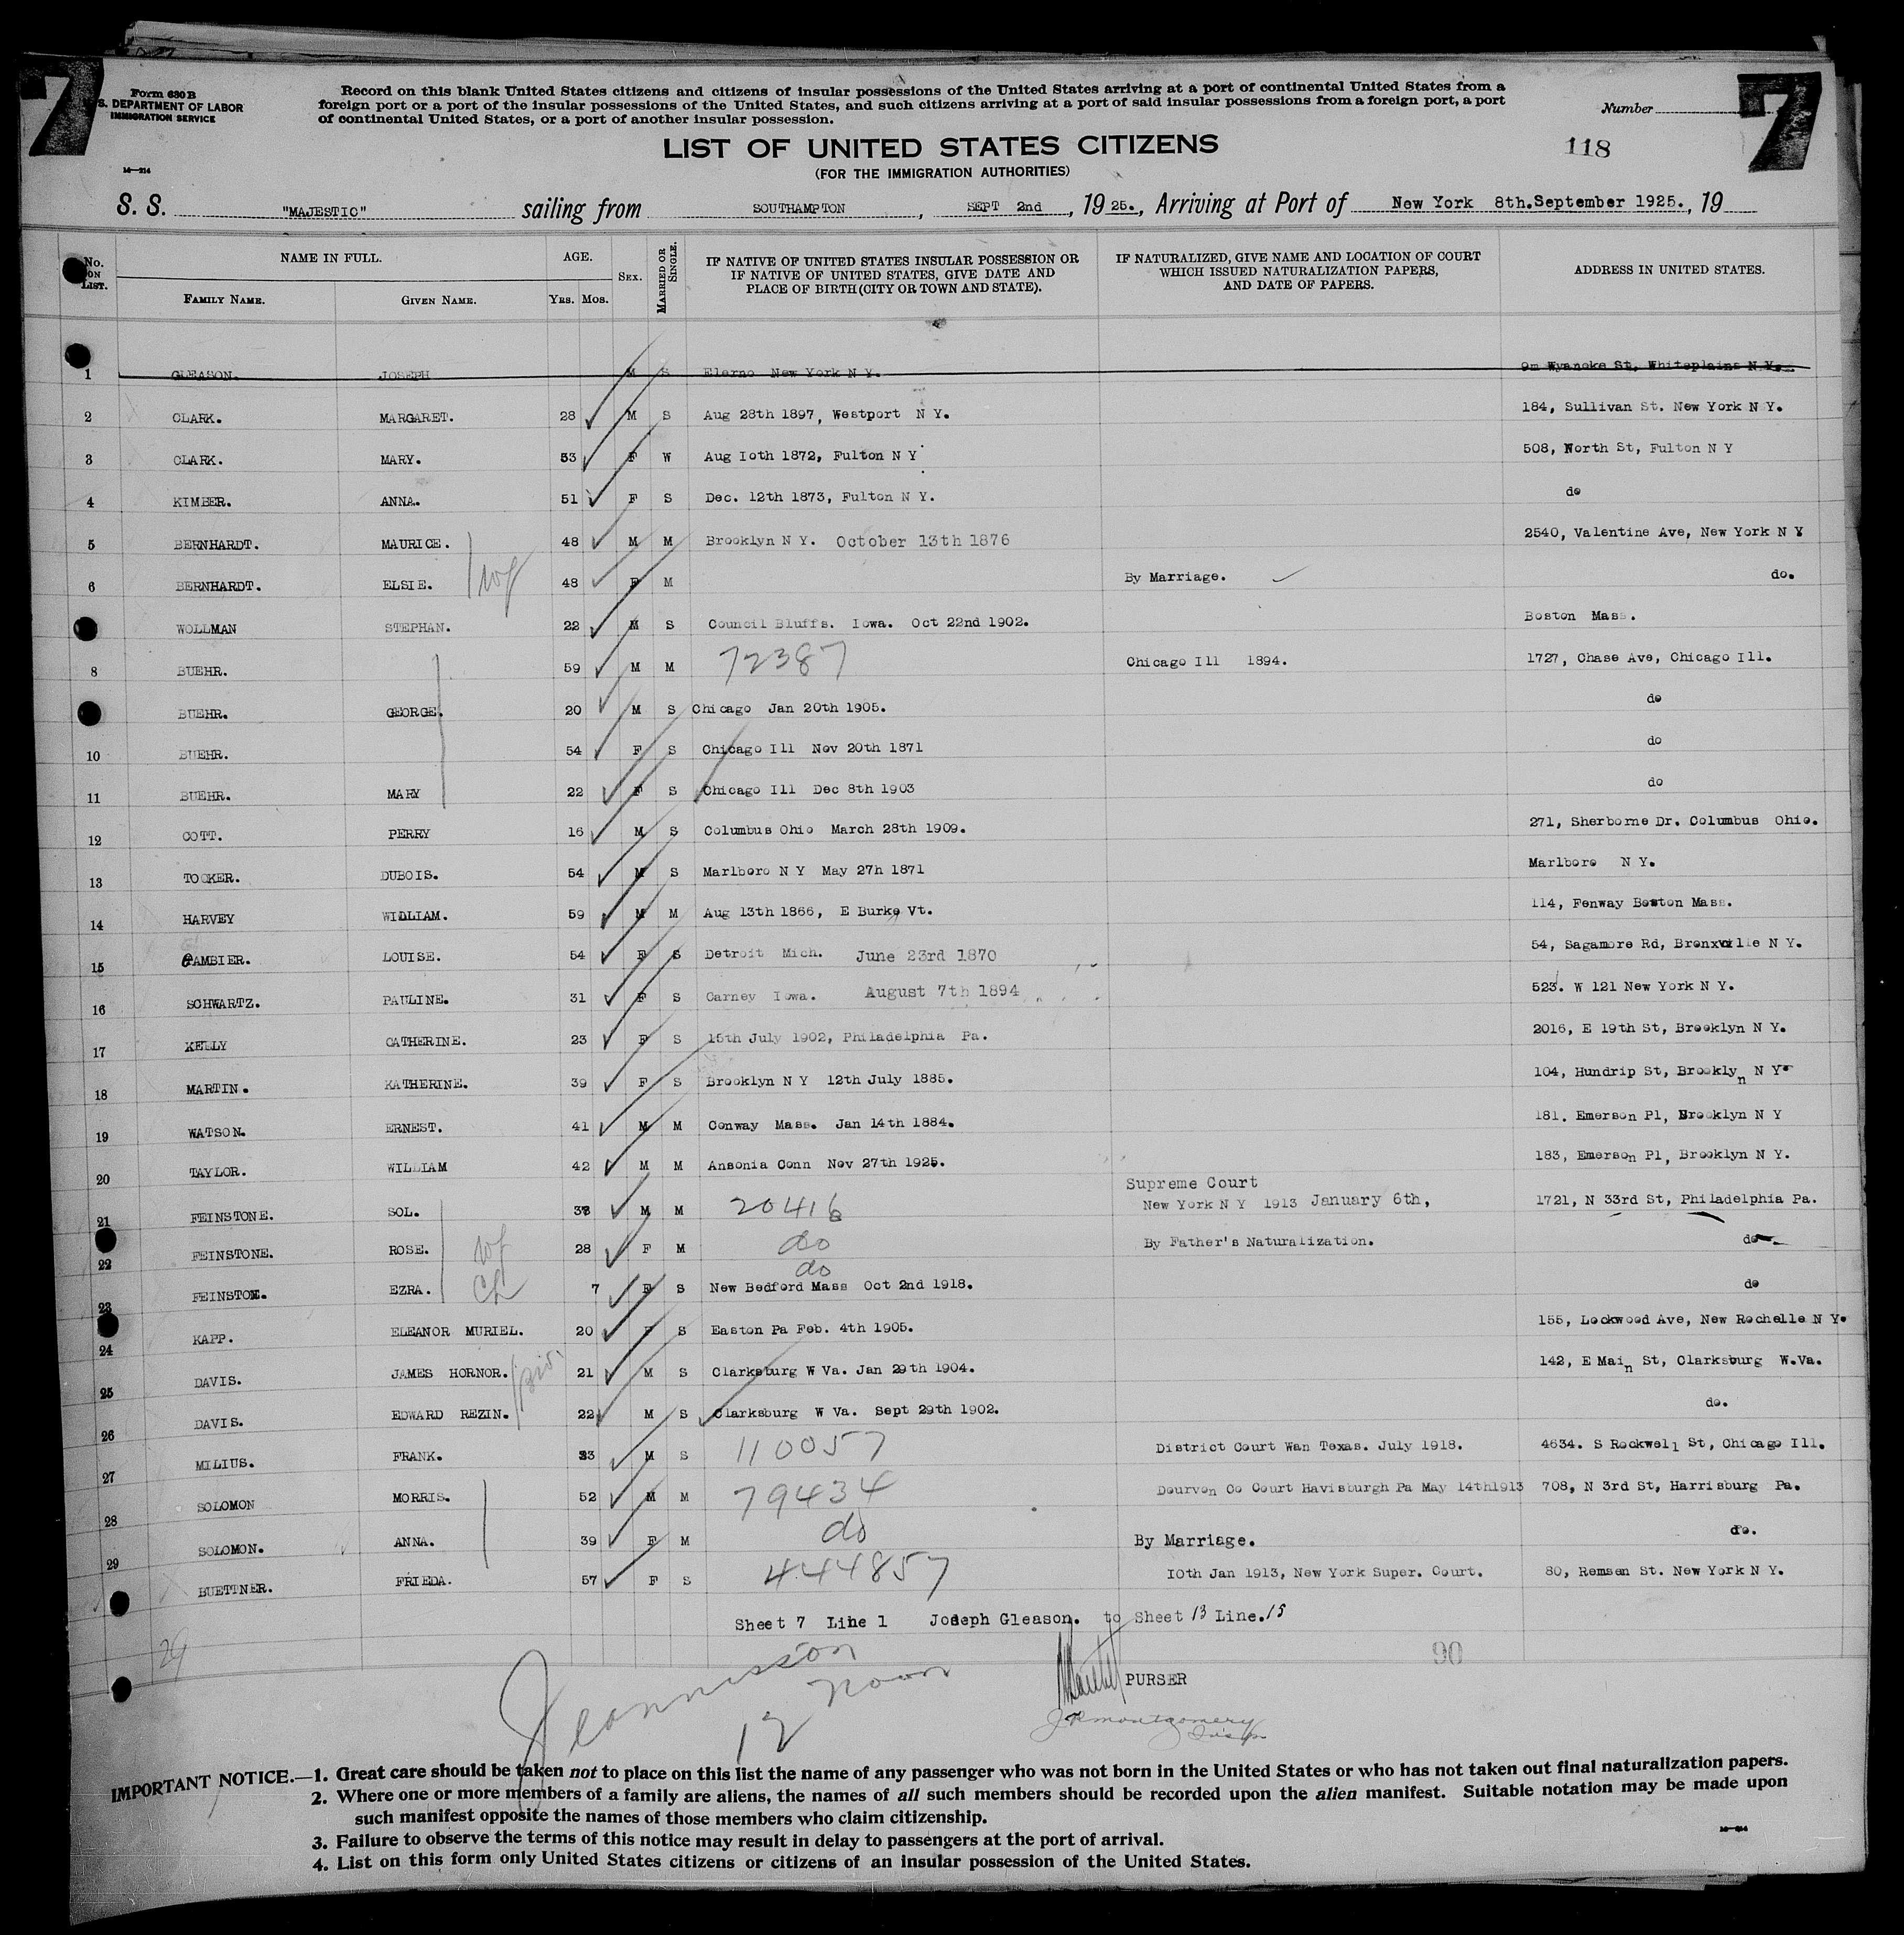 7
7
Form 630 B
S. DEPARTMENT OF LABOR
IMMIGRATION SERVICE
14—214
Record on this blank United States citizens and citizens of insular possessions of the United States arriving at a port of continental United States from a
foreign port or a port of the insular possessions of the United States, and such citizens arriving at a port of said insular possessions from a foreign port, a port
of continental United States, or a port of another insular possession.
Number
LIST OF UNITED STATES CITIZENS
118
(FOR THE IMMIGRATION AUTHORITIES)
S. S. "MAJESTIC" sailing from SOUTHAMPTON, SEPT 2nd, 19 25., Arriving at Port of New York 8th.September 1925., 19
No. ON LIST. NAME IN FULL. FAMILY NAME. GIVEN NAME. AGE. YRS. MOS. SEX. MARRIED OR SINGLE. IF NATIVE OF UNITED STATES INSULAR POSSESSION OR IF NATIVE OF UNITED STATES, GIVE DATE AND PLACE OF BIRTH (CITY OR TOWN AND STATE). IF NATURALIZED, GIVE NAME AND LOCATION OF COURT WHICH ISSUED NATURALIZATION PAPERS, AND DATE OF PAPERS. ADDRESS IN UNITED STATES.
1 GLEASON. JOSEPH M S Elerno New York N Y. 9m Wyanoke St, Whiteplains N Y.
2 CLARK. MARGARET. 28 M S Aug 28th 1897, Westport N Y. 184, Sullivan St. New York N Y.
3 CLARK. MARY. 53 F W Aug Ioth 1872, Fulton N Y 508, North St, Fulton N Y
4 KIMBER. ANNA. 51 F S Dec. 12th 1873, Fulton N Y. do
5 BERNHARDT. MAURICE. 48 M M Brooklyn N Y. October 13th 1876 2540, Valentine Ave, New York N Y
6 BERNHARDT. ELSIE. wf 48 F M By Marriage. do.
WOLLMAN STEPHAN. 22 M S Council Bluffs. Iowa. Oct 22nd 1902. Boston Mass.
8 BUEHR. 59 M M 72387 Chicago Ill 1894. 1727, Chase Ave, Chicago Ill.
BUEHR. GEORGE. 20 M S Chicago Jan 20th 1905. do
10 BUEHR. 54 F S Chicago Ill Nov 20th 1871 do
11 BUEHR. MARY 22 F S Chicago Ill Dec 8th 1903 do
12 COTT. PERRY 16 M S Columbus Ohio March 28th 1909. 271, Sherborne Dr. Columbus Ohio.
13 TOCKER. DUBOIS. 54 M S Marlboro N Y May 27h 1871 Marlboro N Y.
14 HARVEY WIDLIAM. 59 M M Aug 13th 1866, E Burke Vt. 114, Fenway Boston Mass.
15 GAMBIER. LOUISE. 54 F S Detroit Mich. June 23rd 1870 54, Sagamore Rd, Bronxville N Y.
16 SCHWARTZ. PAULINE. 31 F S Carney Iowa. August 7th 1894 523. W 121 New York N Y.
17 KELLY CATHERINE. 23 F S 15th July 1902, Philadelphia Pa. 2016, E 19th St, Brooklyn N Y.
18 MARTIN. KATHERINE. 39 F S Brooklyn N Y 12th July 1885. 104, Hundrip St, Brooklyn N Y.
19 WATSON. ERNEST. 41 M M Conway Mass. Jan 14th 1884. 181. Emerson Pl, Brooklyn N Y
20 TAYLOR. WILLIAM 42 M M Ansonia Conn Nov 27th 1925. 183, Emerson Pl, Brooklyn N Y.
Supreme Court
21 FEINSTONE. SOL. 38 M M 20416 New York N Y 1913 January 6th, 1721, N 33rd St, Philadelphia Pa.
22 FEINSTONE. ROSE. wf 28 F M do By Father's Naturalization. do
do
23 FEINSTON. EZRA. Ch 7 F S New Bedford Mass Oct 2nd 1918. do
24 KAPP. ELEANOR MURIEL. 20 F S Easton Pa Feb. 4th 1905. 155, Lockwood Ave, New Rochelle N Y.
25 DAVIS. JAMES HORNOR. 21 M S Clarksburg W Va. Jan 29th 1904. 142, E Main St, Clarksburg W.Va.
26 DAVIS. EDWARD REZIN. 22 M S Clarksburg W Va. Sept 29th 1902. do.
27 MILIUS. FRANK. 33 M S 110057 District Court Wan Texas. July 1918. 4634. S Rockwell St, Chicago Ill.
28 SOLOMON MORRIS. 52 M M 79434 Dourvon Co Court Havisburgh Pa May 14th1913 708, N 3rd St, Harrisburg Pa.
29 SOLOMON. ANNA. 39 F M do By Marriage. do.
BUETTNER. FRIEDA. 57 F S 444857 IOth Jan 1913, New York Super. Court. 80, Remsen St. New York N Y.
Sheet 7 Line 1 Joseph Gleason. to Sheet 13 Line.15
29
90
PURSER
12 noon
J R Montgomery
Insp
IMPORTANT NOTICE.—1. Great care should be taken not to place on this list the name of any passenger who was not born in the United States or who has not taken out final naturalization papers.
2. Where one or more members of a family are aliens, the names of all such members should be recorded upon the alien manifest. Suitable notation may be made upon
such manifest opposite the names of those members who claim citizenship.
3. Failure to observe the terms of this notice may result in delay to passengers at the port of arrival.
4. List on this form only United States citizens or citizens of an insular possession of the United States.